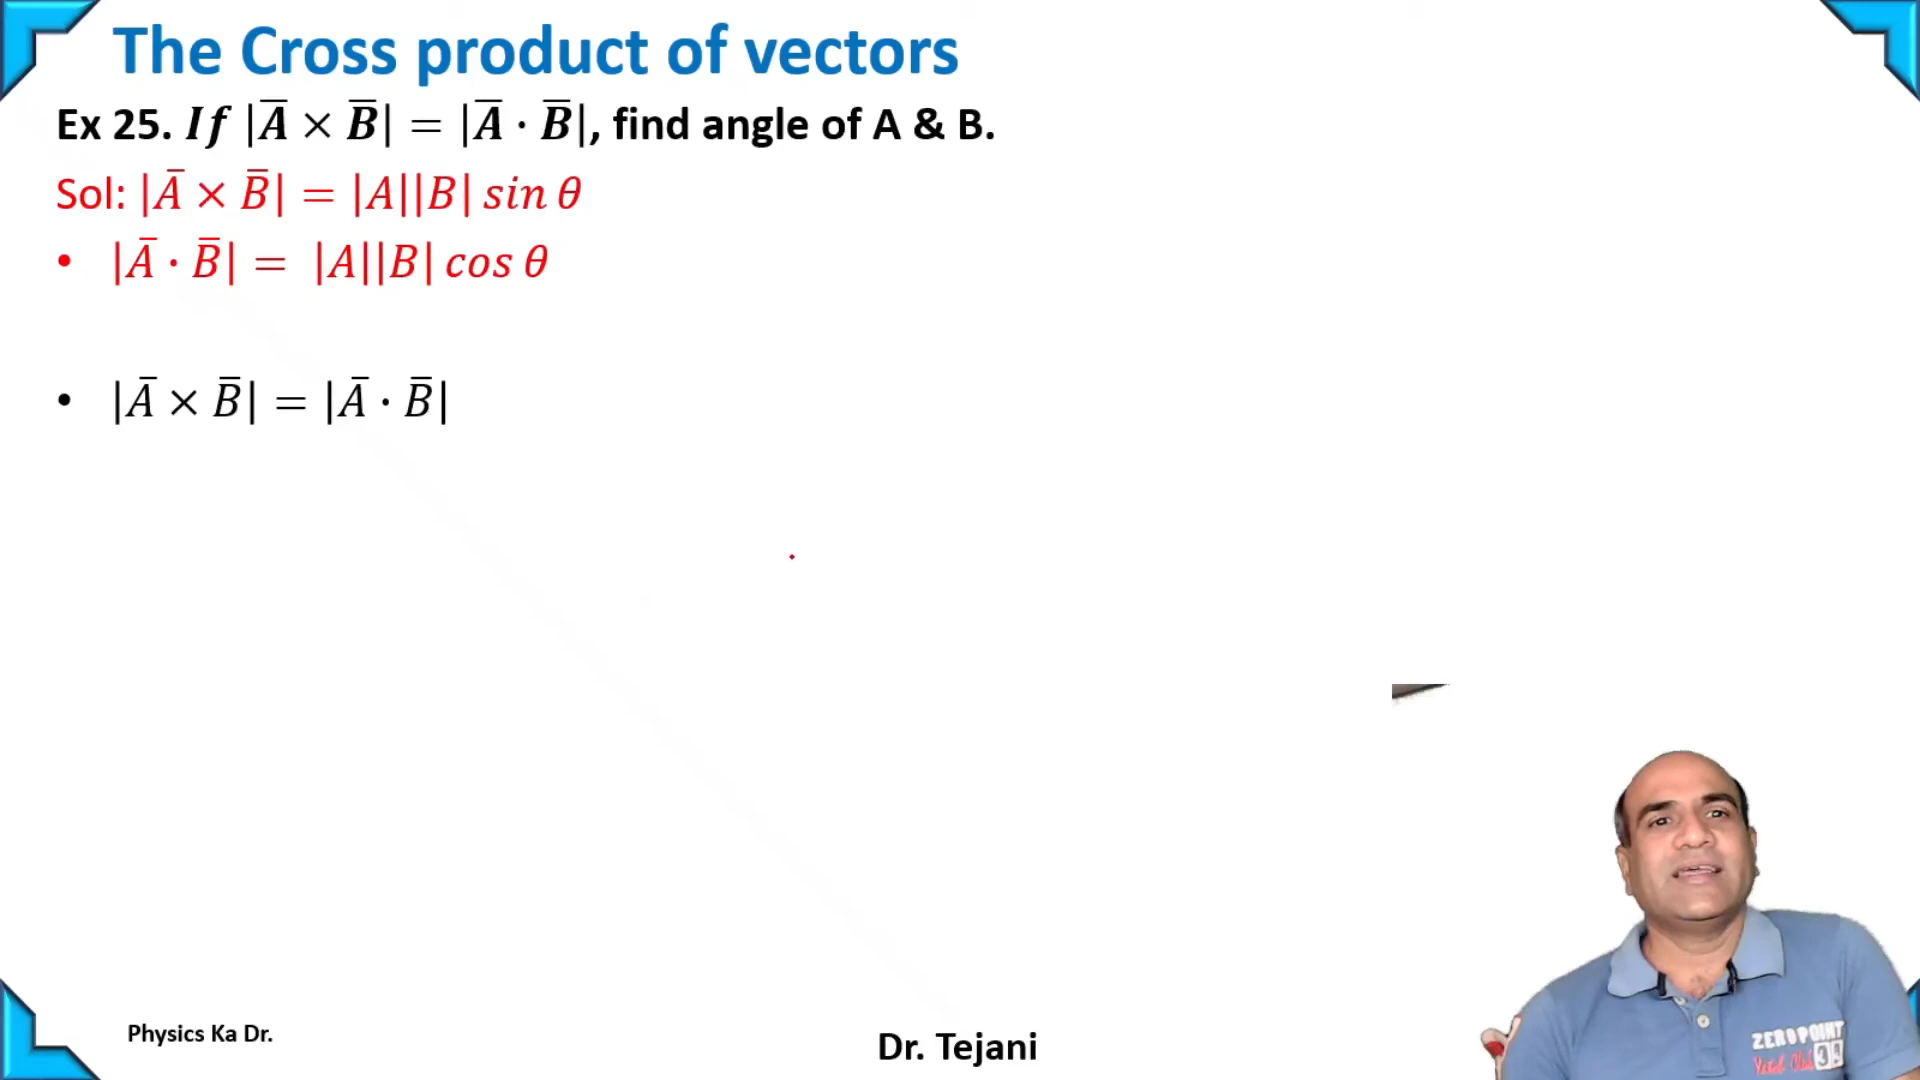 The Cross product of vectors
Ex 25. If |A̅ × B̅| = |A̅ · B̅|, find angle of A & B.
Sol: |A̅ × B̅| = |A||B| sin θ
• |A̅ · B̅| = |A||B| cos θ
• |A̅ × B̅| = |A̅ · B̅|
ZEROPOINT
Physics Ka Dr.
Dr. Tejani